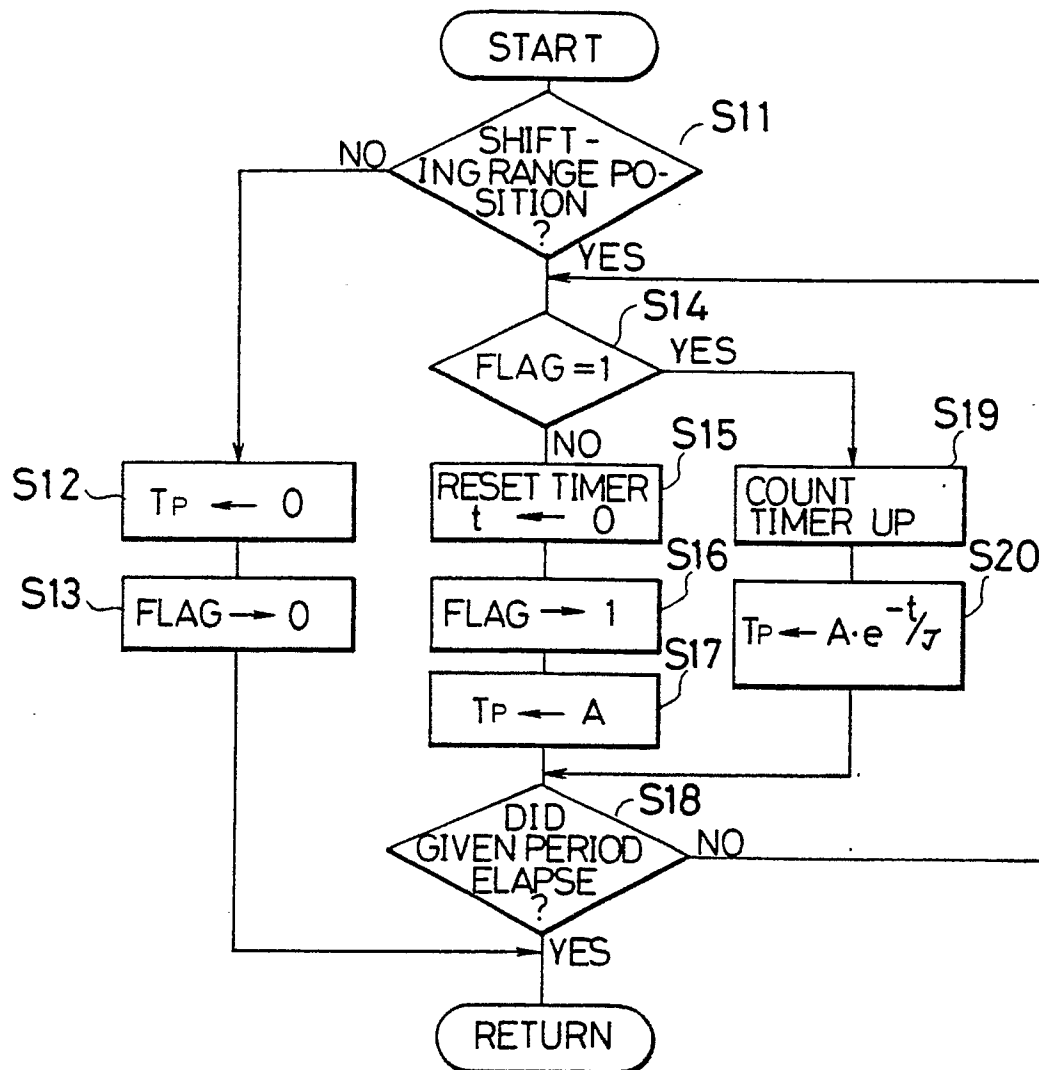 START
S11
SHIFT-
ING RANGE PO-
SITION
?
NO
YES
S14
FLAG = 1
YES
NO
S12
TP ← 0
S15
RESET TIMER
t ← 0
S19
COUNT
TIMER UP
S13
FLAG → 0
S16
FLAG → 1
S20
TP ← A·e^-t/τ
S17
TP ← A
S18
DID
GIVEN PERIOD
ELAPSE
?
NO
YES
RETURN